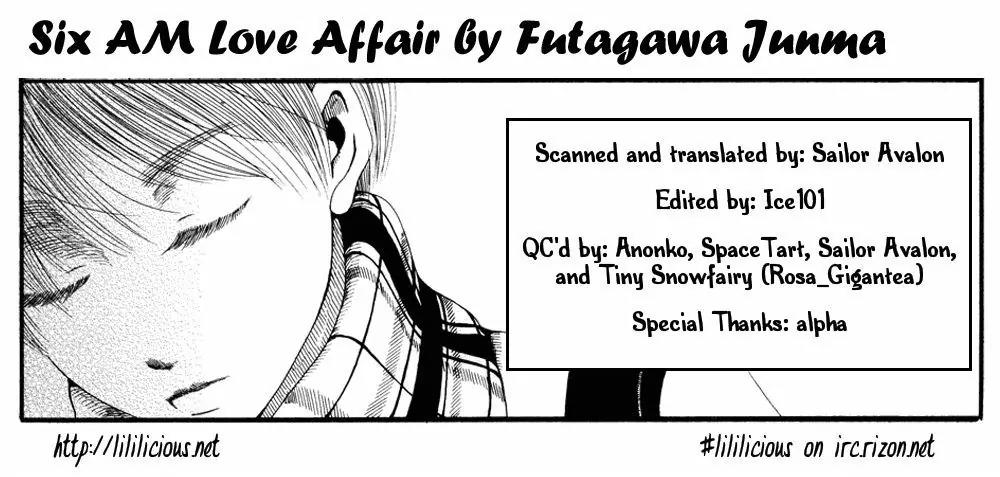 Six AM Love Affair by Futagawa Junma
Scanned and translated by: Sailor Avalon
Edited by: Ice101
QC'd by: Anonko, SpaceTart, Sailor Avalon,
and Tiny Snowfairy (Rosa_Gigantea)
Special Thanks: alpha
http://lililicious.net
#lililicious on irc.rizon.net